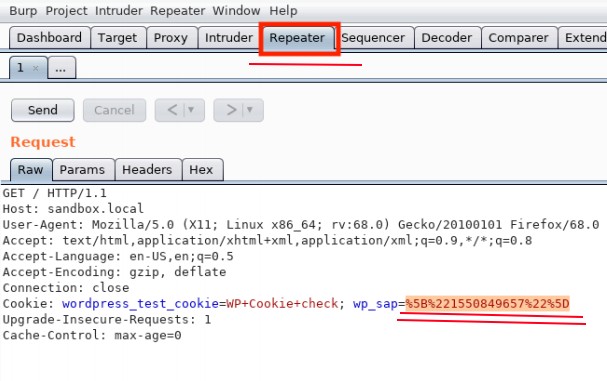 Burp Project Intruder Repeater Window Help
Dashboard Target Proxy Intruder Repeater Sequencer Decoder Comparer Extend
1 × ...
Send Cancel < ▼ > ▼
Request
Raw Params Headers Hex
GET / HTTP/1.1
Host: sandbox.local
User-Agent: Mozilla/5.0 (X11; Linux x86_64; rv:68.0) Gecko/20100101 Firefox/68.0
Accept: text/html,application/xhtml+xml,application/xml;q=0.9,*/*;q=0.8
Accept-Language: en-US,en;q=0.5
Accept-Encoding: gzip, deflate
Connection: close
Cookie: wordpress_test_cookie=WP+Cookie+check; wp_sap=%5B%221550849657%22%5D
Upgrade-Insecure-Requests: 1
Cache-Control: max-age=0